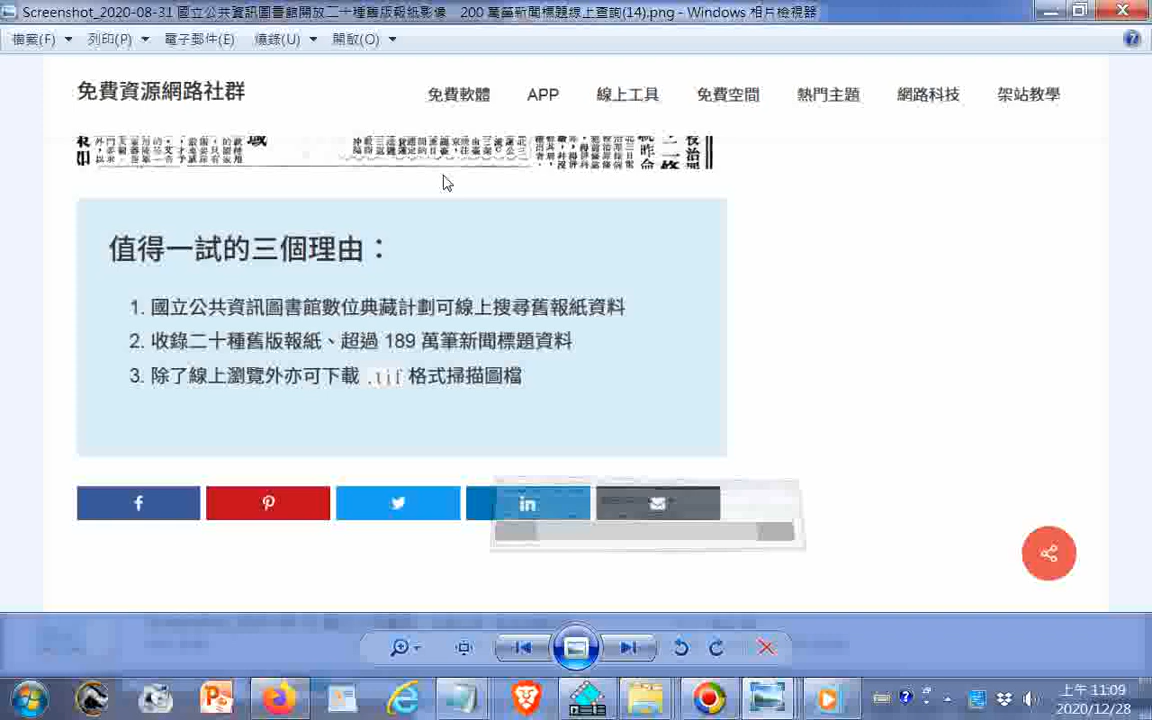 Screenshot_2020-08-31 國立公共資訊圖書館開放二十種舊版報紙影像 200 萬筆新聞標題線上查詢(14).png - Windows 相片檢視器
檔案(F) 列印(P) 電子郵件(E) 燒錄(U) 開啟(O)
免費資源網路社群 免費軟體 APP 線上工具 免費空間 熱門主題 網路科技 架站教學
值得一試的三個理由：
1. 國立公共資訊圖書館數位典藏計劃可線上搜尋舊報紙資料
2. 收錄二十種舊版報紙、超過 189 萬筆新聞標題資料
3. 除了線上瀏覽外亦可下載 .tif 格式掃描圖檔
上午 11:09
2020/12/28